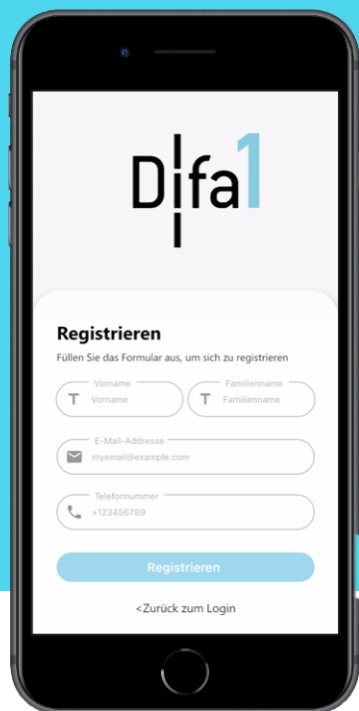 Difa1
Registrieren
Füllen Sie das Formular aus, um sich zu registrieren
Vorname Familienname
T Vorname T Familienname
E-Mail-Addresse
myemail@example.com
Telefonnummer
+123456789
Registrieren
<Zurück zum Login